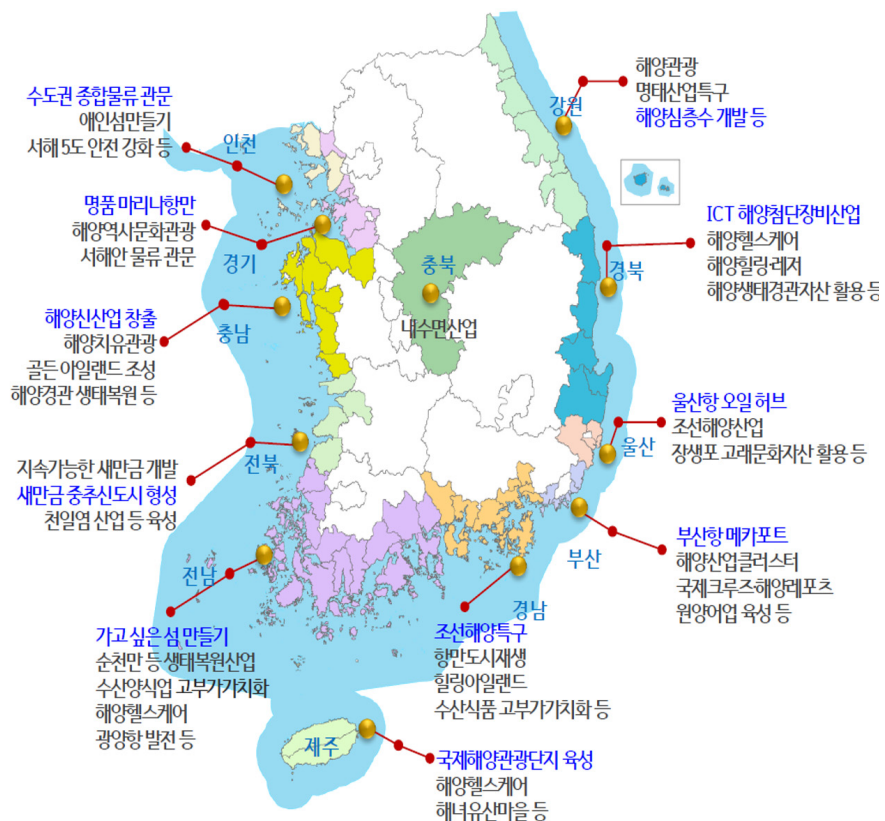 수도권 종합물류 관문
애인섬만들기
서해 5도 안전 강화 등
인천
강원
해양관광
명태산업특구
해양심층수 개발 등
명품 마리나항만
해양역사문화관광
서해안 물류 관문
경기
ICT 해양첨단장비산업
해양헬스케어
해양힐링·레저
해양생태경관자산 활용 등
경북
충북
내수면산업
해양신산업 창출
해양치유관광
골든 아일랜드 조성
해양경관 생태복원 등
충남
울산항 오일 허브
조선해양산업
장생포 고래문화자산 활용 등
울산
지속가능한 새만금 개발
새만금 중추신도시 형성
천일염 산업 등 육성
전북
부산항 메카포트
해양산업클러스터
국제크루즈해양레포츠
원양어업 육성 등
부산
전남
가고 싶은 섬 만들기
순천만 등 생태복원산업
수산양식업 고부가가치화
해양헬스케어
광양항 발전 등
경남
조선해양특구
항만도시재생
힐링아일랜드
수산식품 고부가가치화 등
제주
국제해양관광단지 육성
해양헬스케어
해녀유산마을 등